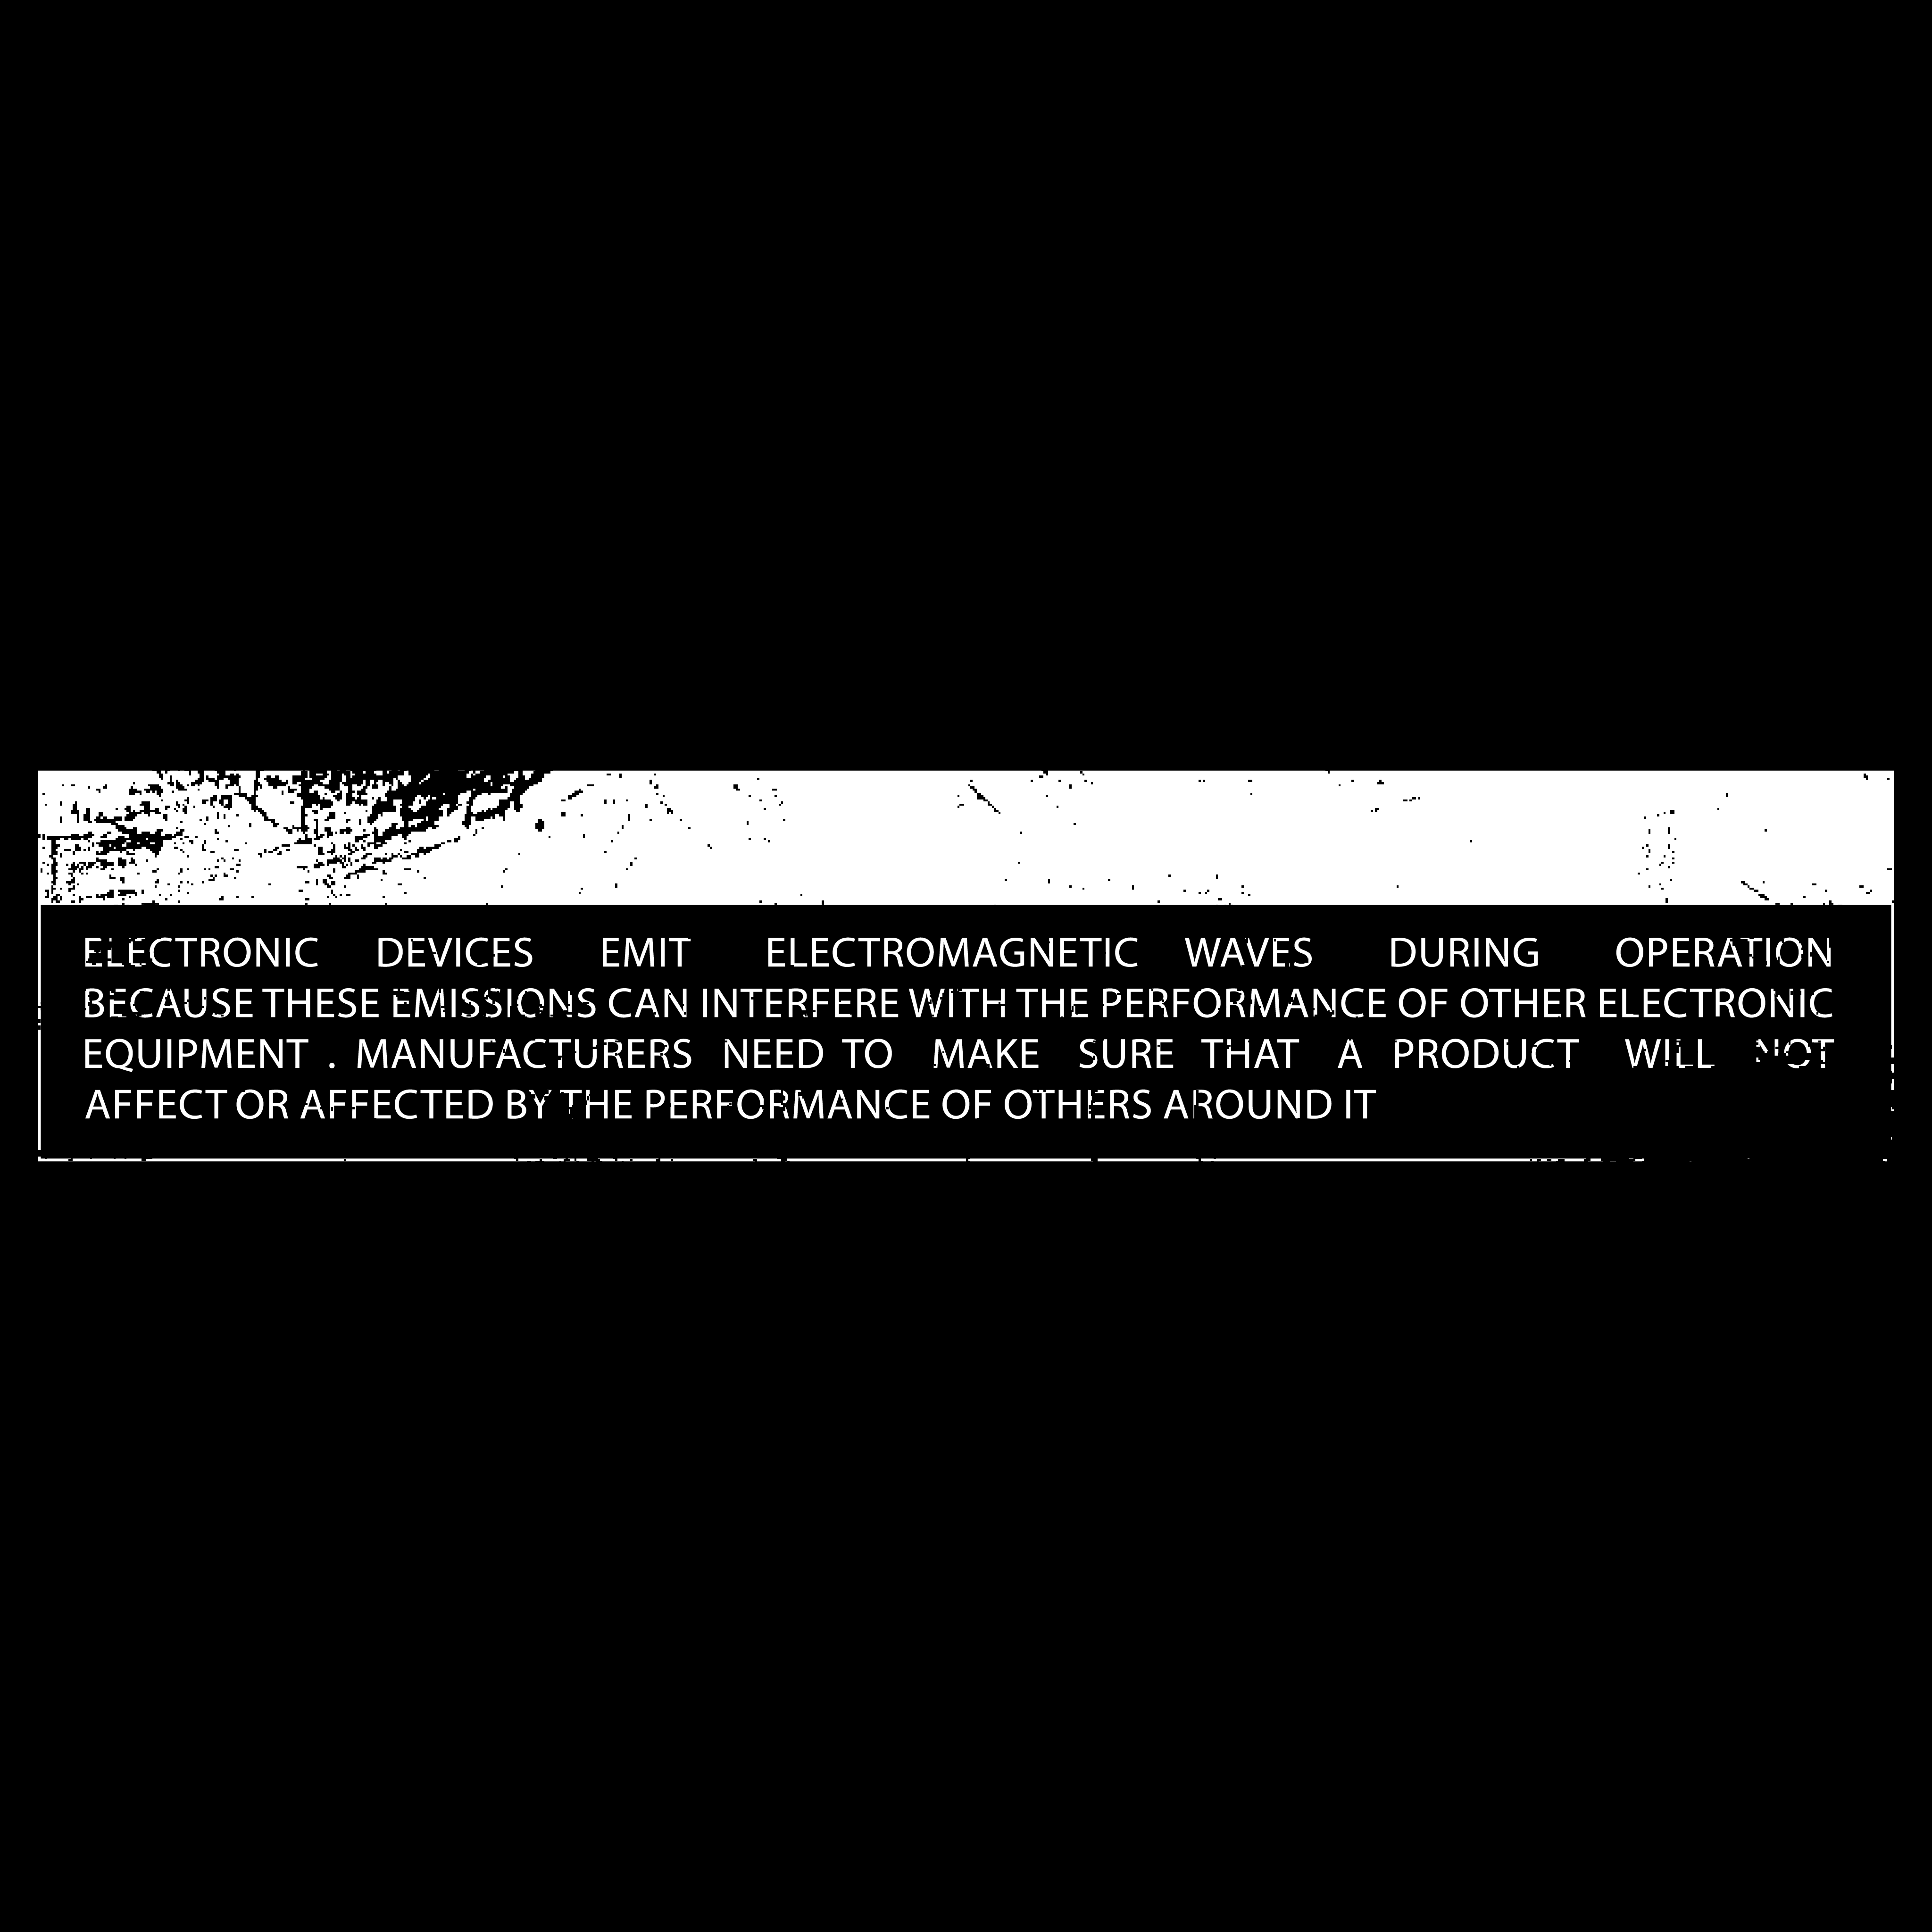 ELECTRONIC DEVICES EMIT ELECTROMAGNETIC WAVES DURING OPERATION
BECAUSE THESE EMISSIONS CAN INTERFERE WITH THE PERFORMANCE OF OTHER ELECTRONIC
EQUIPMENT . MANUFACTURERS NEED TO MAKE SURE THAT A PRODUCT WILL NOT
AFFECT OR AFFECTED BY THE PERFORMANCE OF OTHERS AROUND IT